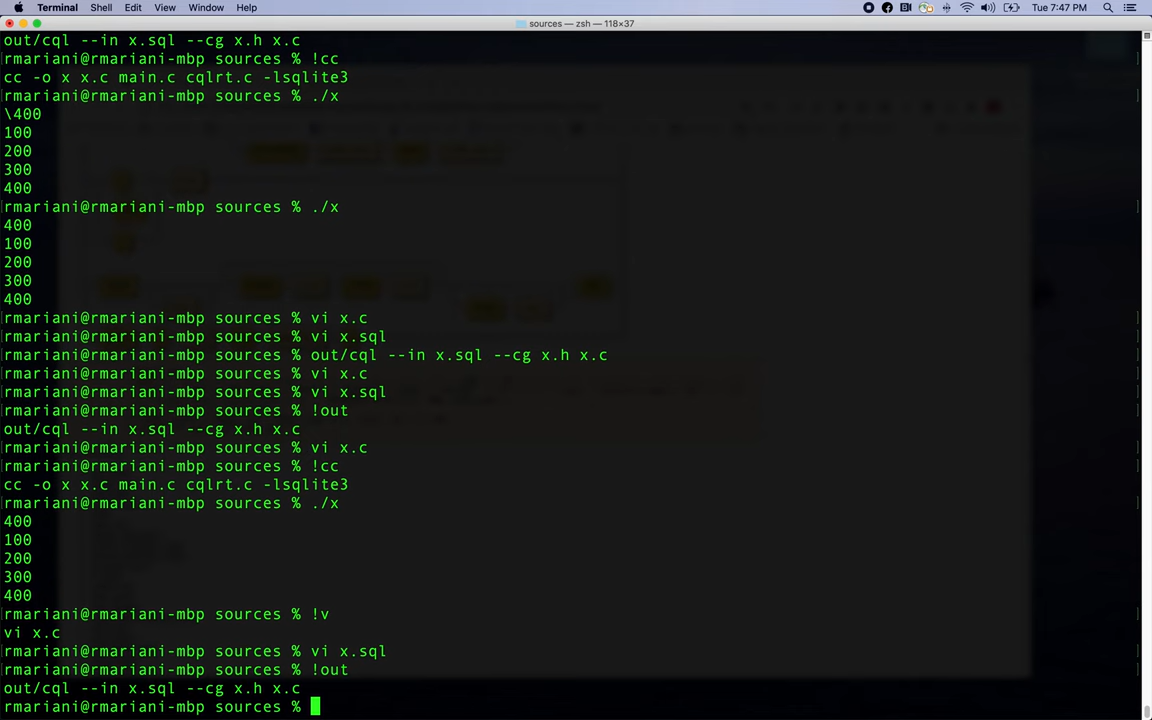 Terminal Shell Edit View Window Help Tue 7:47 PM
sources — zsh — 118×37
out/cql --in x.sql --cg x.h x.c
rmariani@rmariani-mbp sources % !cc
cc -o x x.c main.c cqlrt.c -lsqlite3
rmariani@rmariani-mbp sources % ./x
\400
100
200
300
400
rmariani@rmariani-mbp sources % ./x
400
100
200
300
400
rmariani@rmariani-mbp sources % vi x.c
rmariani@rmariani-mbp sources % vi x.sql
rmariani@rmariani-mbp sources % out/cql --in x.sql --cg x.h x.c
rmariani@rmariani-mbp sources % vi x.c
rmariani@rmariani-mbp sources % vi x.sql
rmariani@rmariani-mbp sources % !out
out/cql --in x.sql --cg x.h x.c
rmariani@rmariani-mbp sources % vi x.c
rmariani@rmariani-mbp sources % !cc
cc -o x x.c main.c cqlrt.c -lsqlite3
rmariani@rmariani-mbp sources % ./x
400
100
200
300
400
rmariani@rmariani-mbp sources % !v
vi x.c
rmariani@rmariani-mbp sources % vi x.sql
rmariani@rmariani-mbp sources % !out
out/cql --in x.sql --cg x.h x.c
rmariani@rmariani-mbp sources %